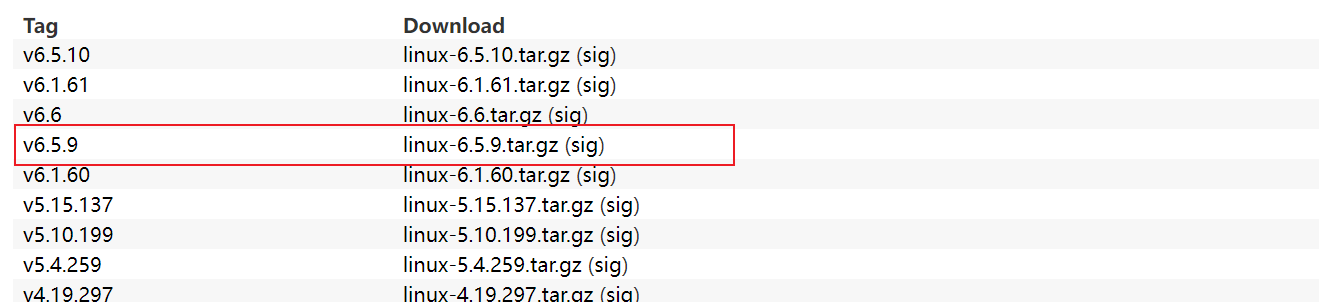 Tag Download
v6.5.10 linux-6.5.10.tar.gz (sig)
v6.1.61 linux-6.1.61.tar.gz (sig)
v6.6 linux-6.6.tar.gz (sig)
v6.5.9 linux-6.5.9.tar.gz (sig)
v6.1.60 linux-6.1.60.tar.gz (sig)
v5.15.137 linux-5.15.137.tar.gz (sig)
v5.10.199 linux-5.10.199.tar.gz (sig)
v5.4.259 linux-5.4.259.tar.gz (sig)
v4.19.297 linux-4.19.297.tar.gz (sig)